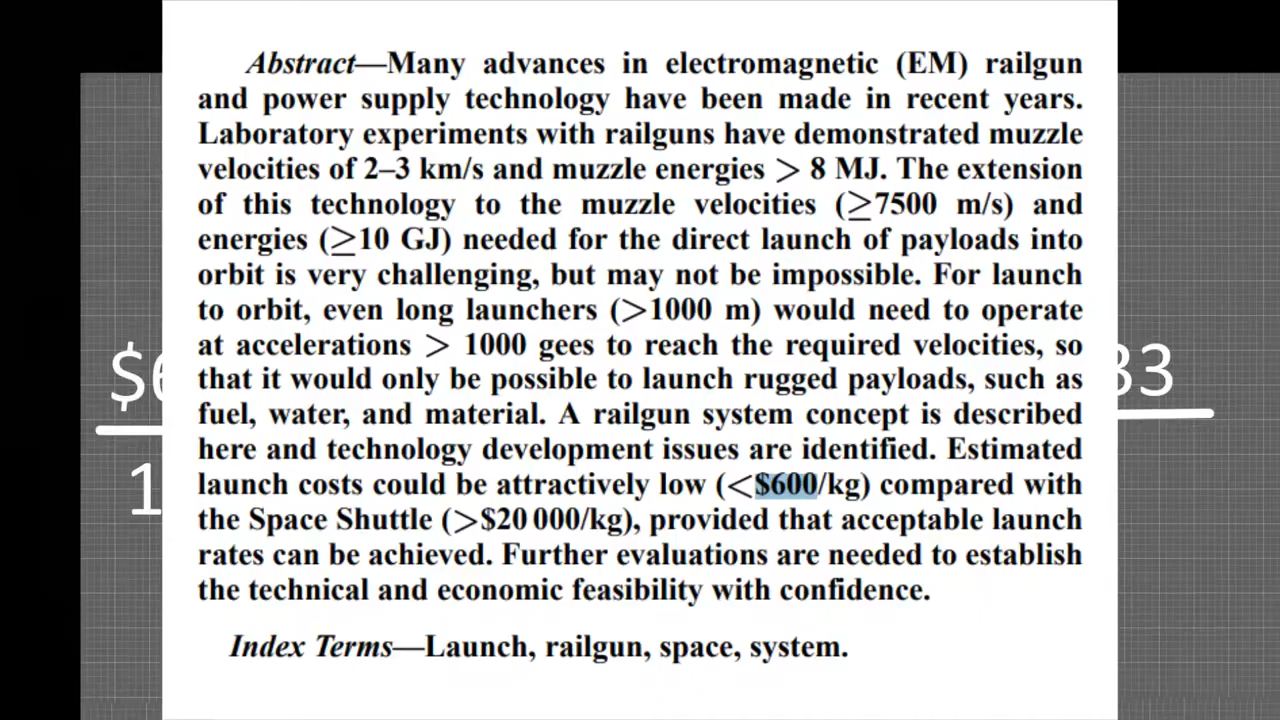 Abstract—Many advances in electromagnetic (EM) railgun
and power supply technology have been made in recent years.
Laboratory experiments with railguns have demonstrated muzzle
velocities of 2–3 km/s and muzzle energies > 8 MJ. The extension
of this technology to the muzzle velocities (≥7500 m/s) and
energies (≥10 GJ) needed for the direct launch of payloads into
orbit is very challenging, but may not be impossible. For launch
to orbit, even long launchers (>1000 m) would need to operate
at accelerations > 1000 gees to reach the required velocities, so
that it would only be possible to launch rugged payloads, such as
fuel, water, and material. A railgun system concept is described
here and technology development issues are identified. Estimated
launch costs could be attractively low (<$600/kg) compared with
the Space Shuttle (>$20 000/kg), provided that acceptable launch
rates can be achieved. Further evaluations are needed to establish
the technical and economic feasibility with confidence.
Index Terms—Launch, railgun, space, system.